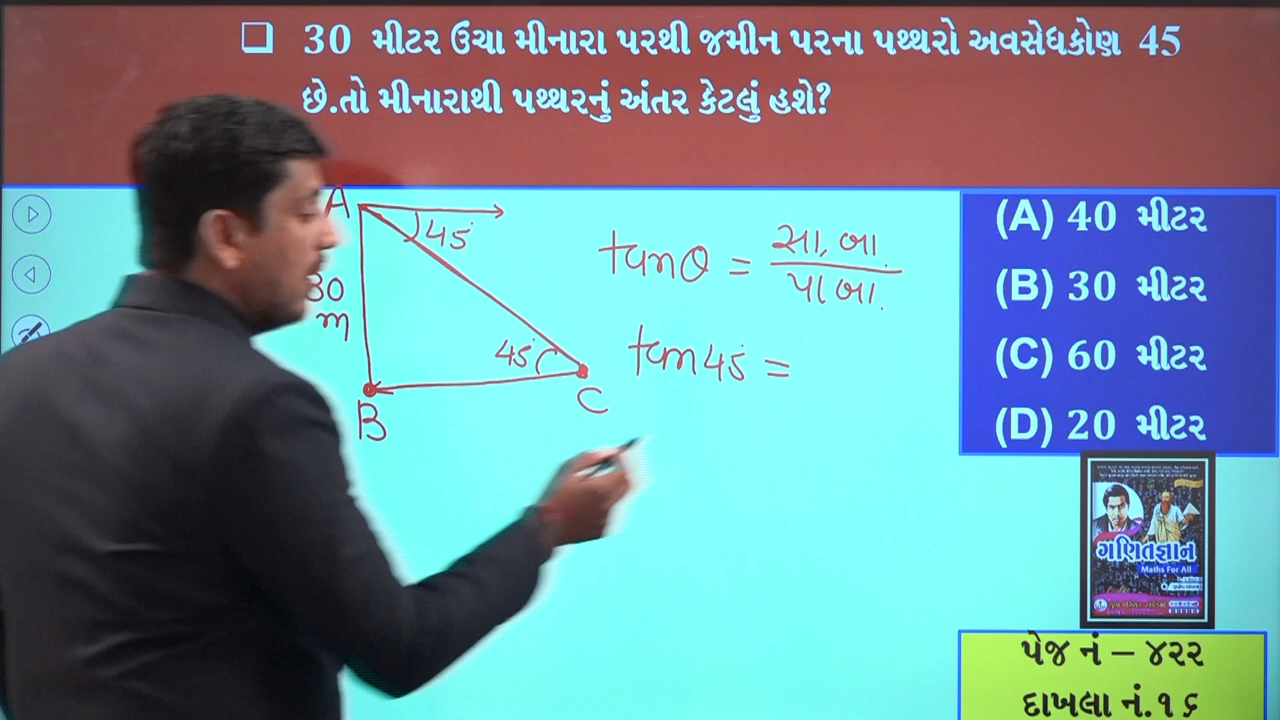 ❑ 30 મીટર ઉચા મીનારા પરથી જમીન પરના પથ્થરો અવસેધકોણ 45
છે.તો મીનારાથી પથ્થરનું અંતર કેટલું હશે?
A
45°
30
m
45°
B
C
tanθ = સા.બા. / પા બા.
tan45° =
(A) 40 મીટર
(B) 30 મીટર
(C) 60 મીટર
(D) 20 મીટર
ગણિતજ્ઞાન
Maths For All
પેજ નં – ૪૨૨
દાખલા નં.૧૬